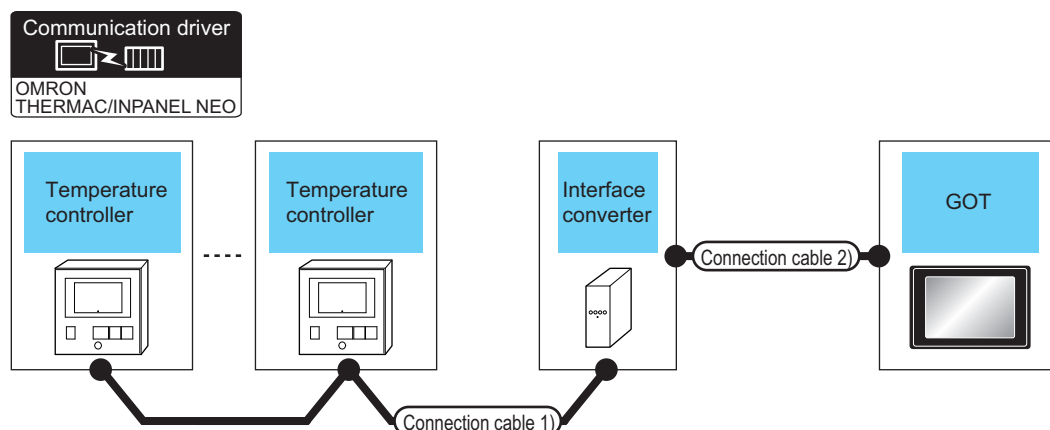 Communication driver
OMRON
THERMAC/INPANEL NEO
Temperature
controller
Temperature
controller
Interface
converter
GOT
Connection cable 2)
Connection cable 1)